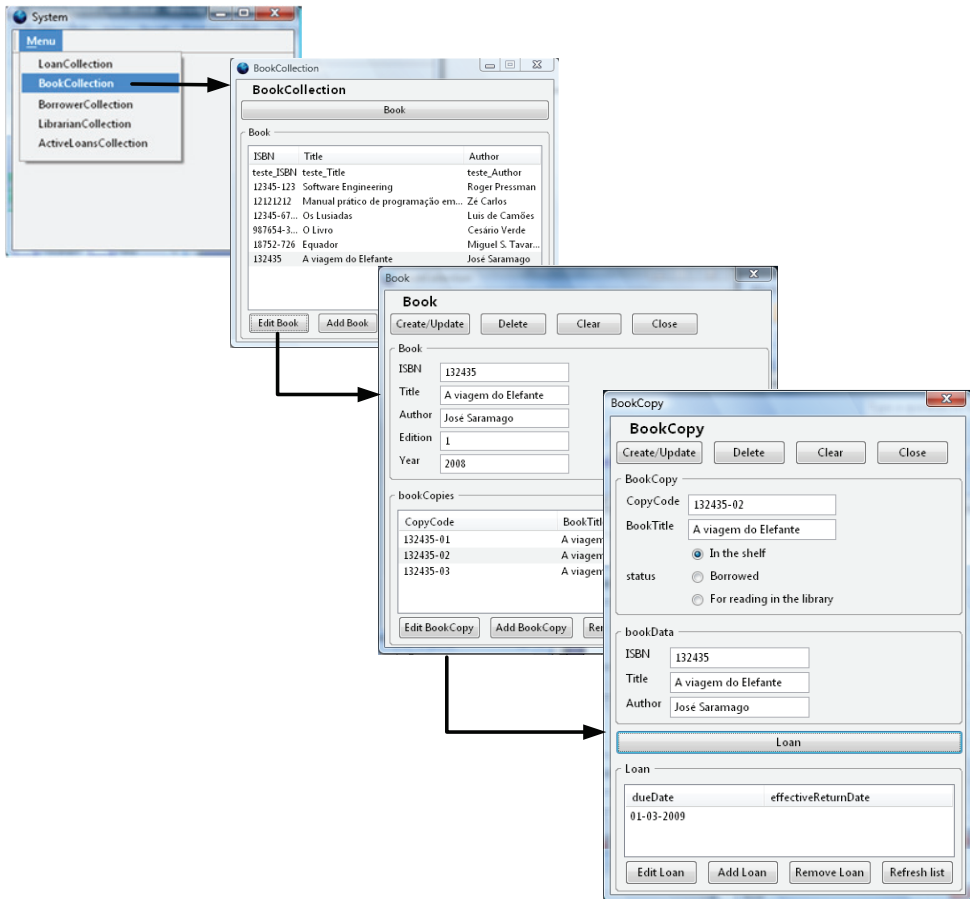 System
Menu
LoanCollection
BookCollection
BorrowerCollection
LibrarianCollection
ActiveLoansCollection
BookCollection
BookCollection
Book
Book
ISBN Title Author
teste_ISBN teste_Title teste_Author
12345-123 Software Engineering Roger Pressman
12121212 Manual prático de programação em... Zé Carlos
12345-67... Os Lusiadas Luis de Camões
987654-3... O Livro Cesário Verde
18752-726 Equador Miguel S. Tavar...
132435 A viagem do Elefante José Saramago
Edit Book Add Book
Book
Book
Create/Update Delete Clear Close
Book
ISBN 132435
Title A viagem do Elefante
Author José Saramago
Edition 1
Year 2008
bookCopies
CopyCode BookTitl
132435-01 A viagem
132435-02 A viagem
132435-03 A viagem
Edit BookCopy Add BookCopy Re
BookCopy
BookCopy
Create/Update Delete Clear Close
BookCopy
CopyCode 132435-02
BookTitle A viagem do Elefante
In the shelf
status Borrowed
For reading in the library
bookData
ISBN 132435
Title A viagem do Elefante
Author José Saramago
Loan
Loan
dueDate effectiveReturnDate
01-03-2009
Edit Loan Add Loan Remove Loan Refresh list